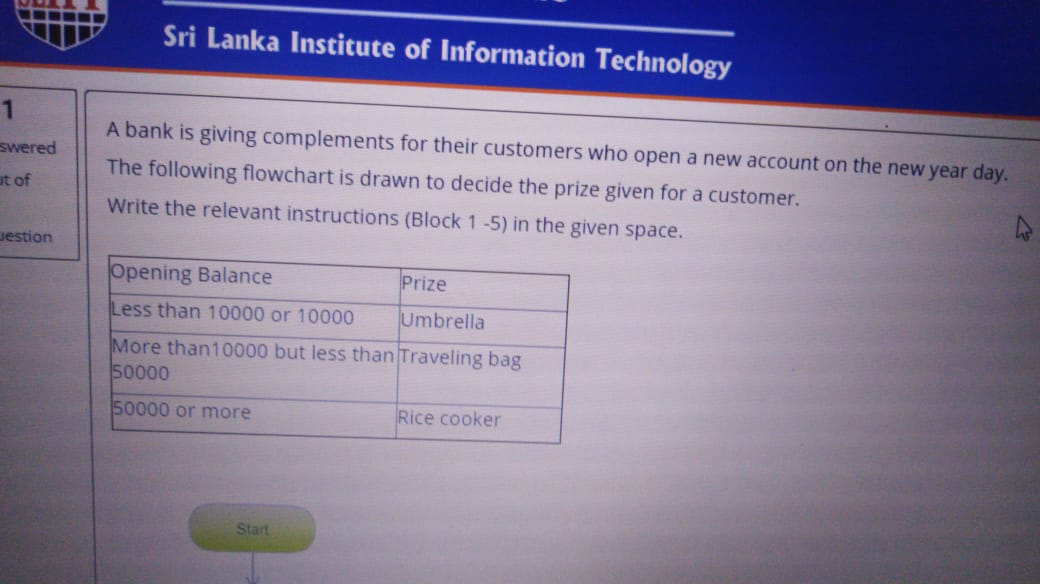 Sri Lanka Institute of Information Technology
1
swered
ut of
uestion
A bank is giving complements for their customers who open a new account on the new year day.
The following flowchart is drawn to decide the prize given for a customer.
Write the relevant instructions (Block 1 -5) in the given space.
Opening Balance Prize
Less than 10000 or 10000 Umbrella
More than10000 but less than Traveling bag
50000
50000 or more Rice cooker
Start